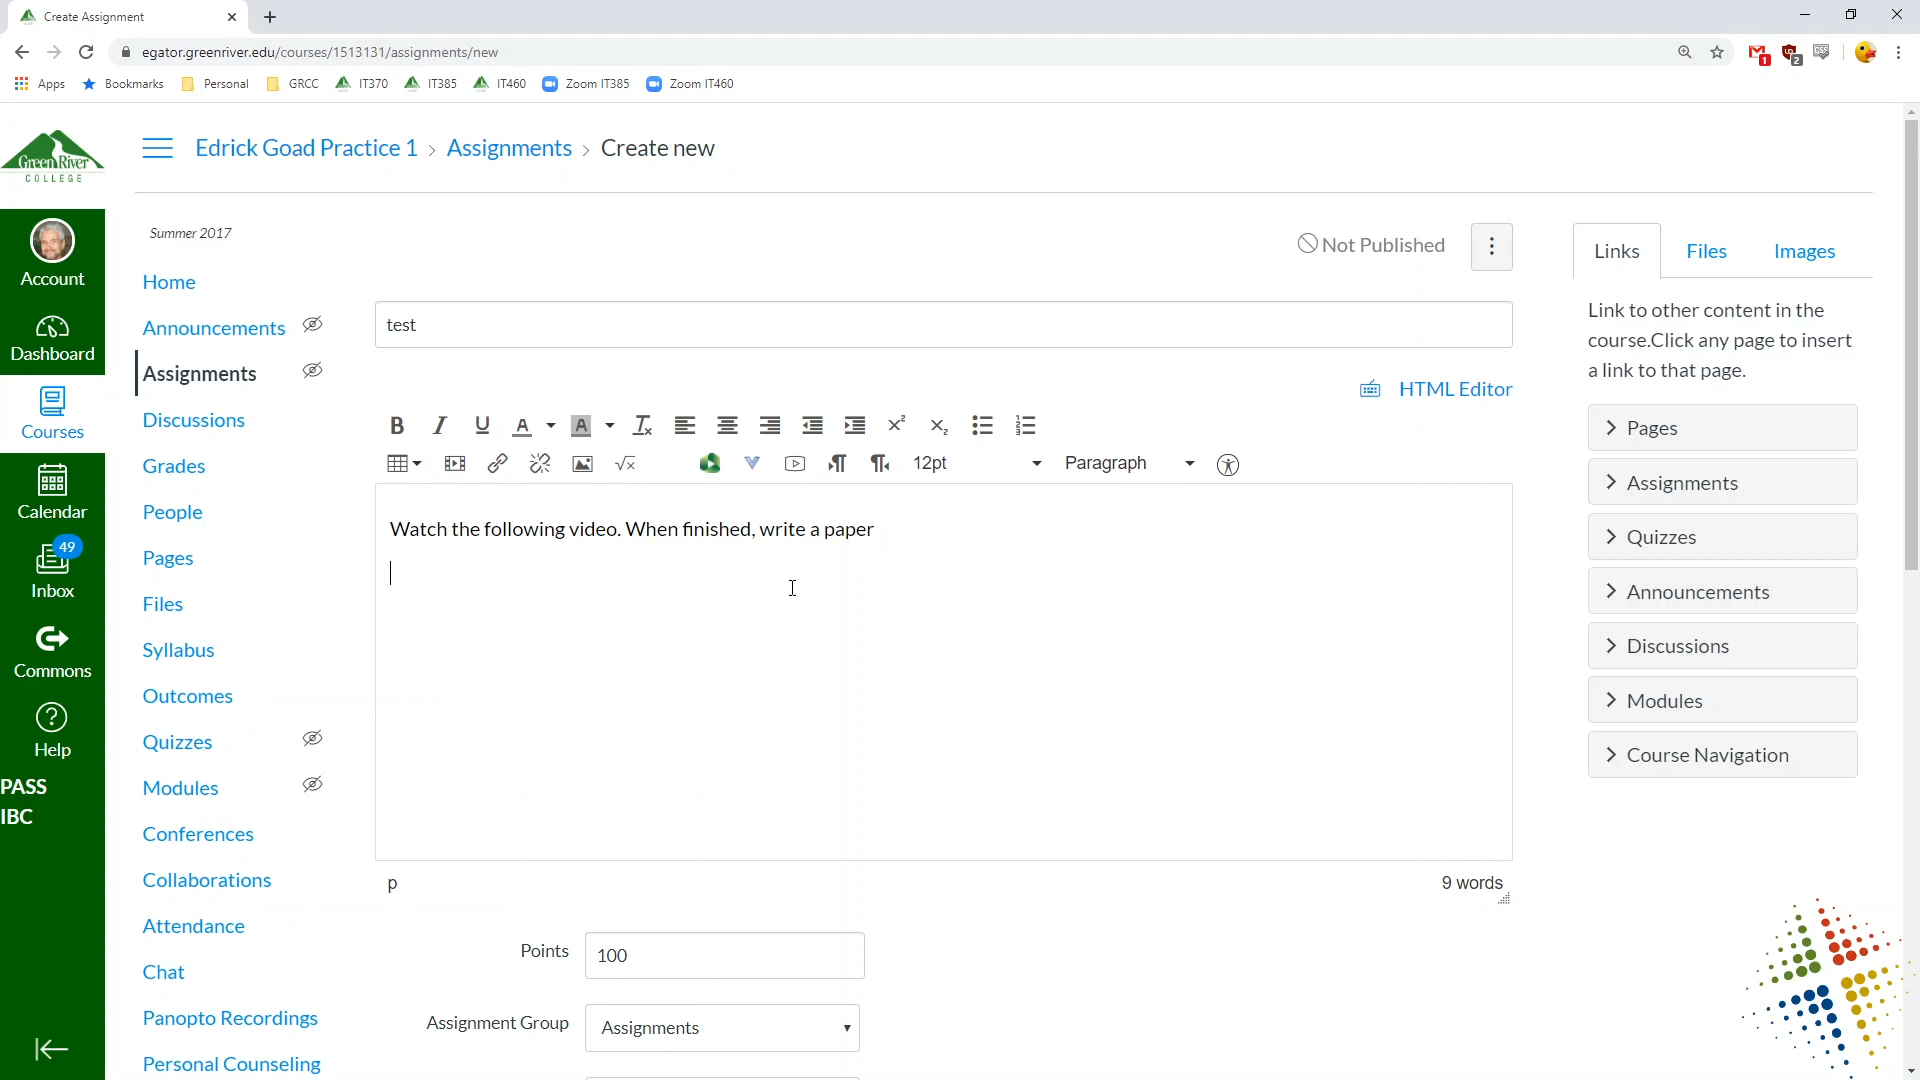 Create Assignment
egator.greenriver.edu/courses/1513131/assignments/new
1
2
CSS
Apps
Bookmarks
Personal
GRCC
IT370
IT385
IT460
Zoom IT385
Zoom IT460
Green River
COLLEGE
Edrick Goad Practice 1 > Assignments > Create new
Account
Dashboard
Courses
Calendar
49
Inbox
Commons
Help
PASS
IBC
Summer 2017
Home
Announcements
Assignments
Discussions
Grades
People
Pages
Files
Syllabus
Outcomes
Quizzes
Modules
Conferences
Collaborations
Attendance
Chat
Panopto Recordings
Personal Counseling
Not Published
test
HTML Editor
12pt
Paragraph
Watch the following video. When finished, write a paper
p
9 words
Points
100
Assignment Group
Assignments
Links
Files
Images
Link to other content in the
course.Click any page to insert
a link to that page.
Pages
Assignments
Quizzes
Announcements
Discussions
Modules
Course Navigation